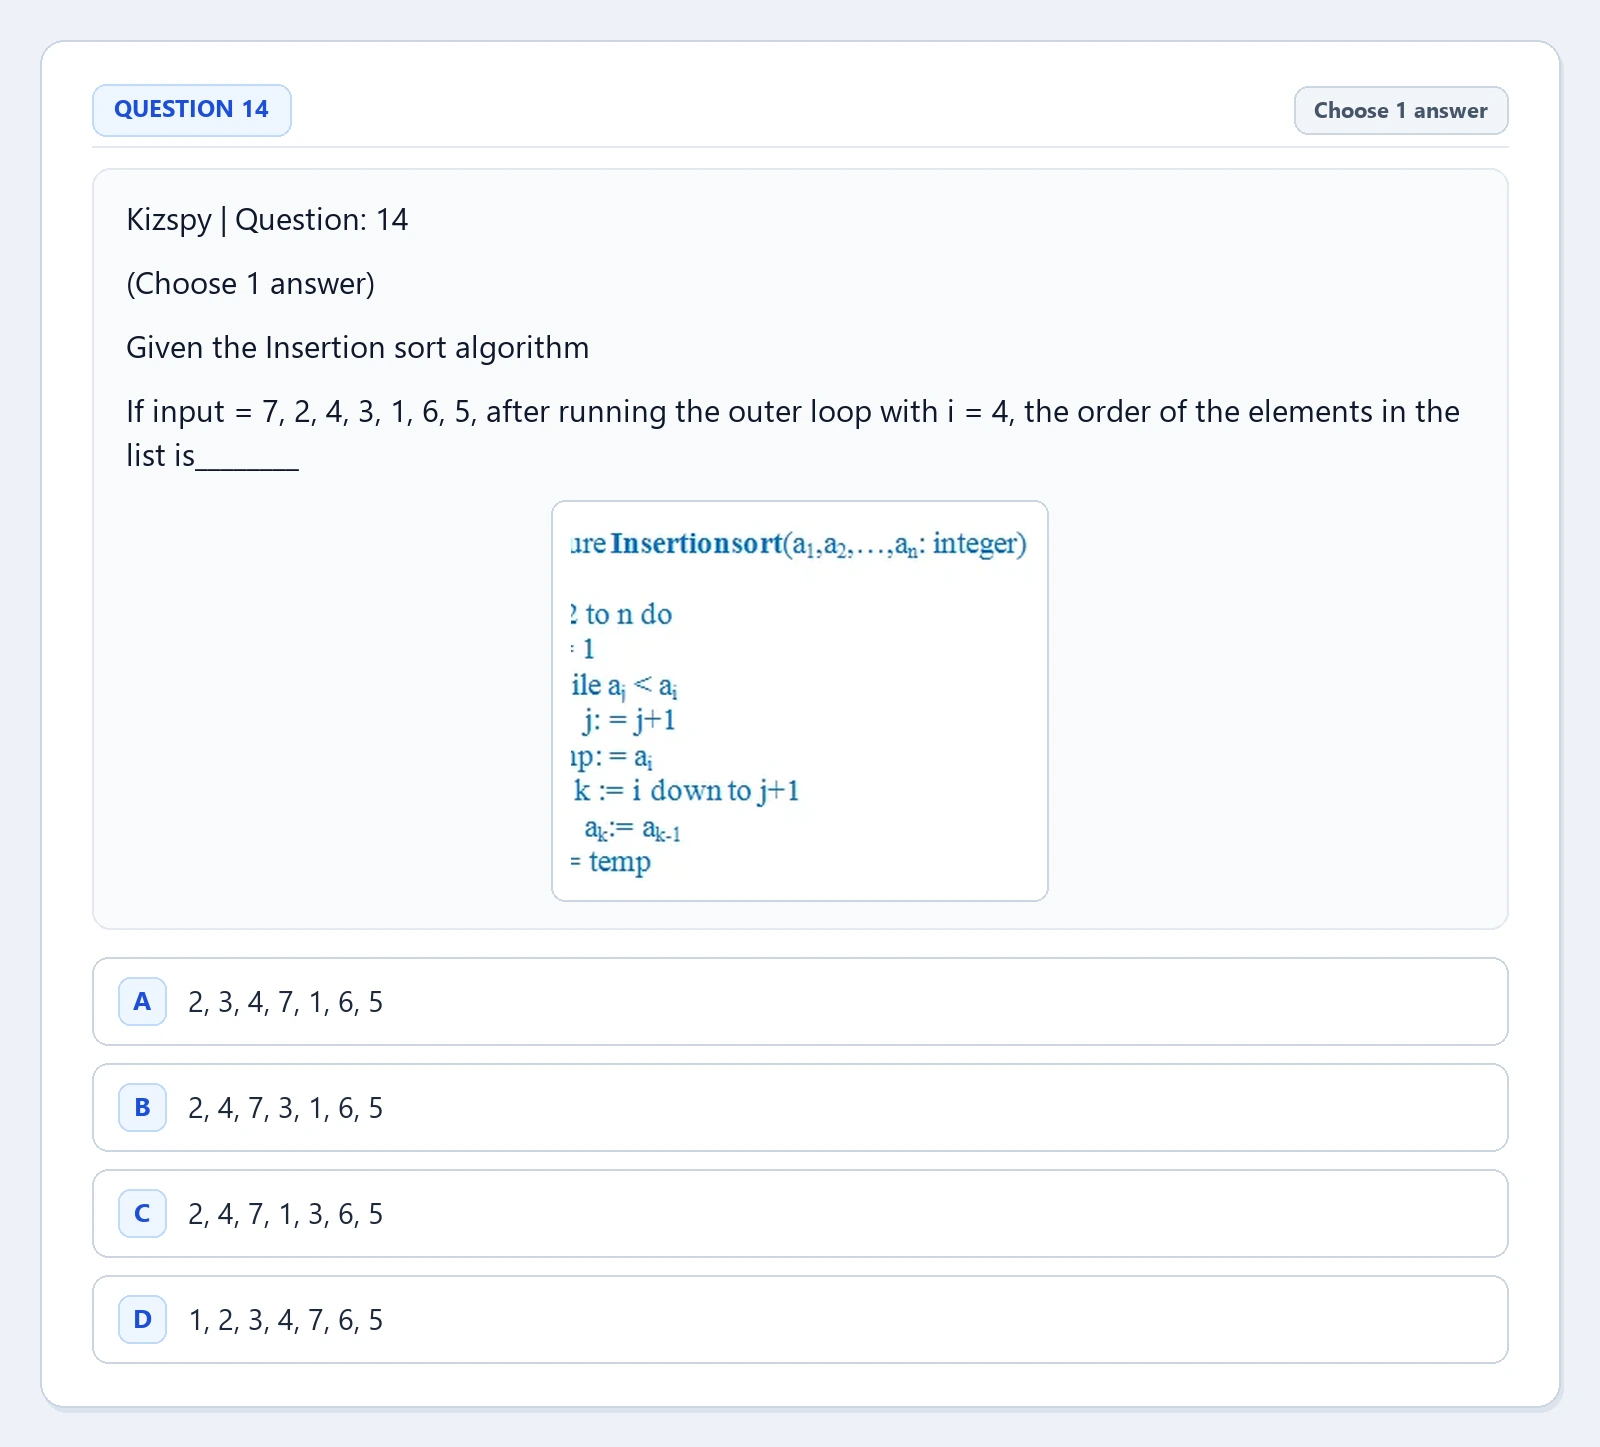 QUESTION 14
Choose 1 answer
Kizspy | Question: 14
(Choose 1 answer)
Given the Insertion sort algorithm
If input = 7, 2, 4, 3, 1, 6, 5, after running the outer loop with i = 4, the order of the elements in the
list is________
ure Insertionsort(a₁,a₂,…,aₙ: integer)
2 to n do
= 1
ile aⱼ < aᵢ
j: = j+1
np: = aᵢ
k := i down to j+1
aₖ:= aₖ₋₁
= temp
A 2, 3, 4, 7, 1, 6, 5
B 2, 4, 7, 3, 1, 6, 5
C 2, 4, 7, 1, 3, 6, 5
D 1, 2, 3, 4, 7, 6, 5